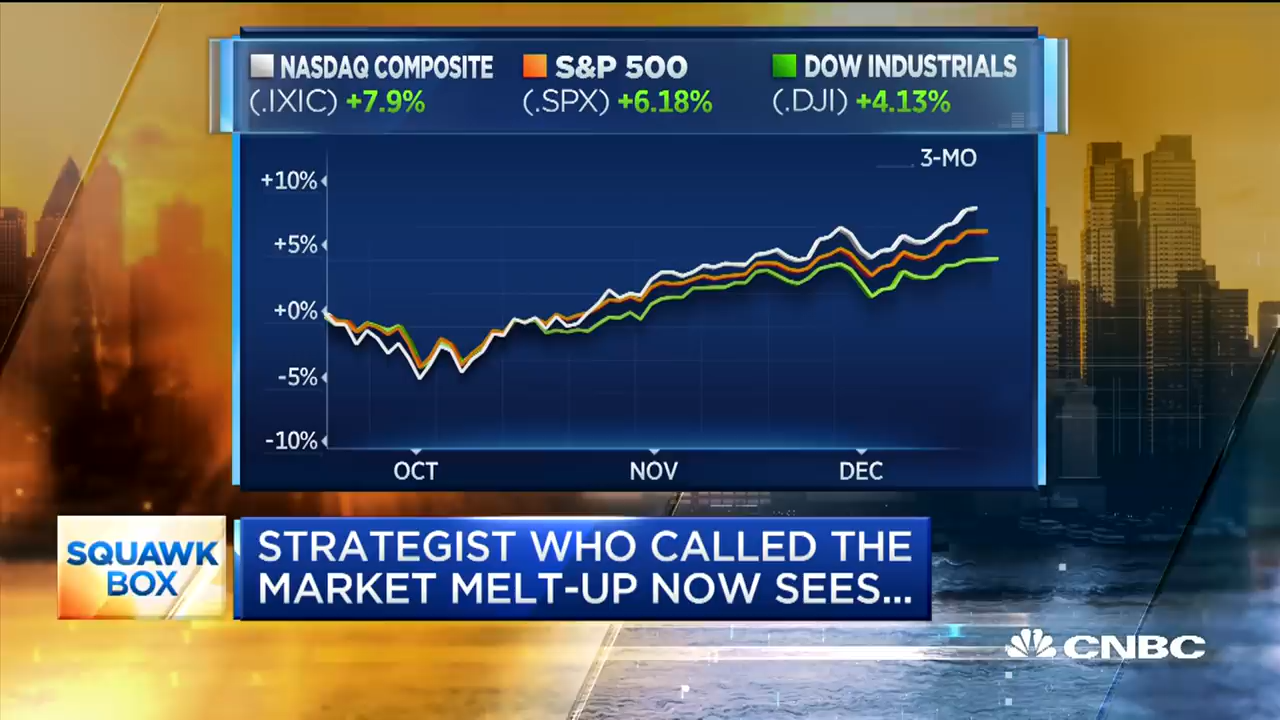 NASDAQ COMPOSITE
(.IXIC) +7.9%
S&P 500
(.SPX) +6.18%
DOW INDUSTRIALS
(.DJI) +4.13%
3-MO
+10%
+5%
+0%
-5%
-10%
OCT NOV DEC
SQUAWK
BOX
STRATEGIST WHO CALLED THE
MARKET MELT-UP NOW SEES...
CNBC